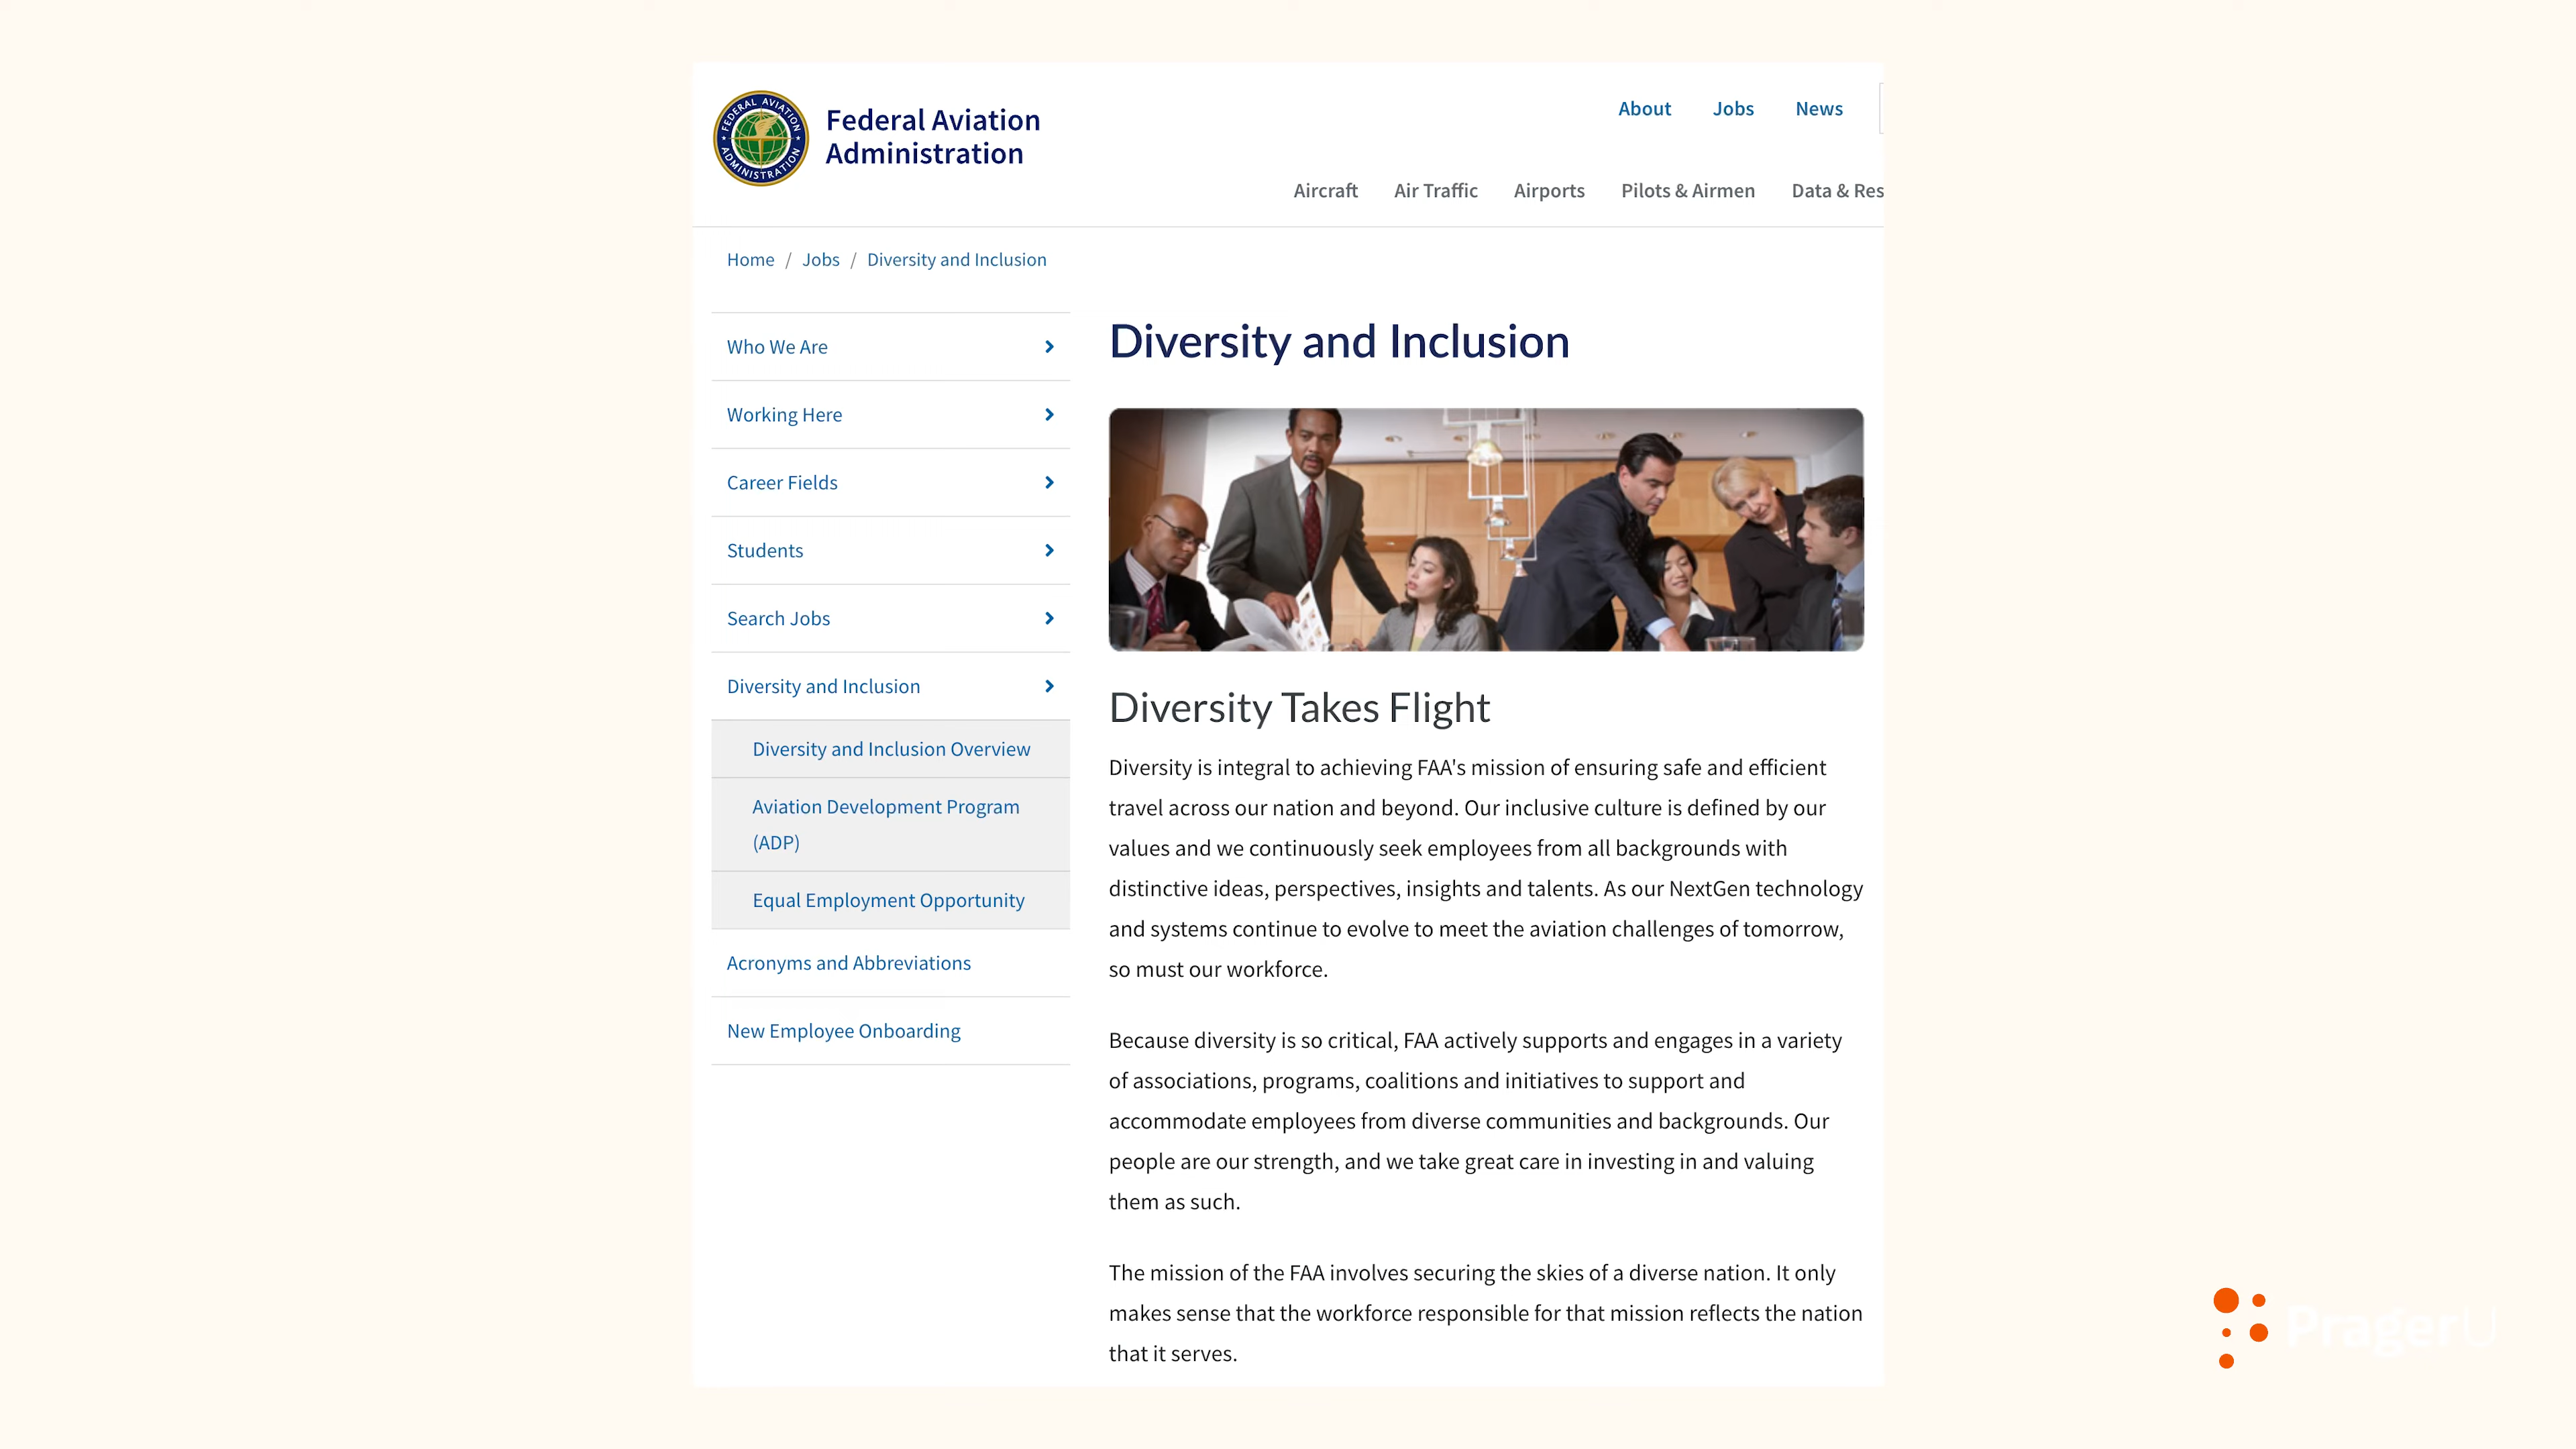 FEDERAL AVIATION ADMINISTRATION
Federal Aviation
Administration
About Jobs News
Aircraft Air Traffic Airports Pilots & Airmen Data & Res
Home / Jobs / Diversity and Inclusion
Who We Are
Working Here
Career Fields
Students
Search Jobs
Diversity and Inclusion
Diversity and Inclusion Overview
Aviation Development Program
(ADP)
Equal Employment Opportunity
Acronyms and Abbreviations
New Employee Onboarding
Diversity and Inclusion
Diversity Takes Flight
Diversity is integral to achieving FAA's mission of ensuring safe and efficient
travel across our nation and beyond. Our inclusive culture is defined by our
values and we continuously seek employees from all backgrounds with
distinctive ideas, perspectives, insights and talents. As our NextGen technology
and systems continue to evolve to meet the aviation challenges of tomorrow,
so must our workforce.
Because diversity is so critical, FAA actively supports and engages in a variety
of associations, programs, coalitions and initiatives to support and
accommodate employees from diverse communities and backgrounds. Our
people are our strength, and we take great care in investing in and valuing
them as such.
The mission of the FAA involves securing the skies of a diverse nation. It only
makes sense that the workforce responsible for that mission reflects the nation
that it serves.
PragerU